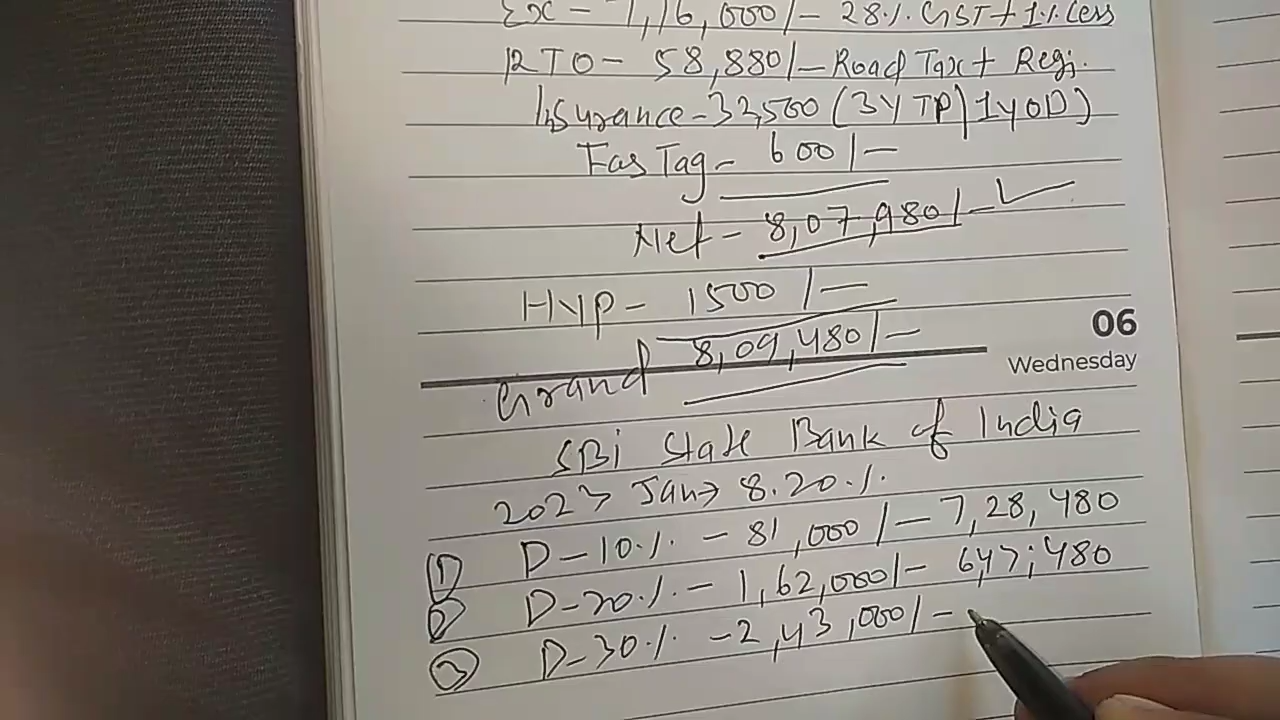 Ex - 7,16,000/- 28%. GST + 1% Cess
RTO - 58,880/- Road Tax + Regi.
Insurance - 32,500 (3Y TP | 1Y OD)
Fas Tag - 600/-
Net - 8,07,980/- ✓
Hyp - 1500/-
06
Wednesday
Grand 8,09,480/-
SBI State Bank of India
2023 Jan → 8.20%.
① D - 10%. - 81,000/- 7,28,480
② D - 20%. - 1,62,000/- 6,47,480
③ D - 30%. - 2,43,000/-